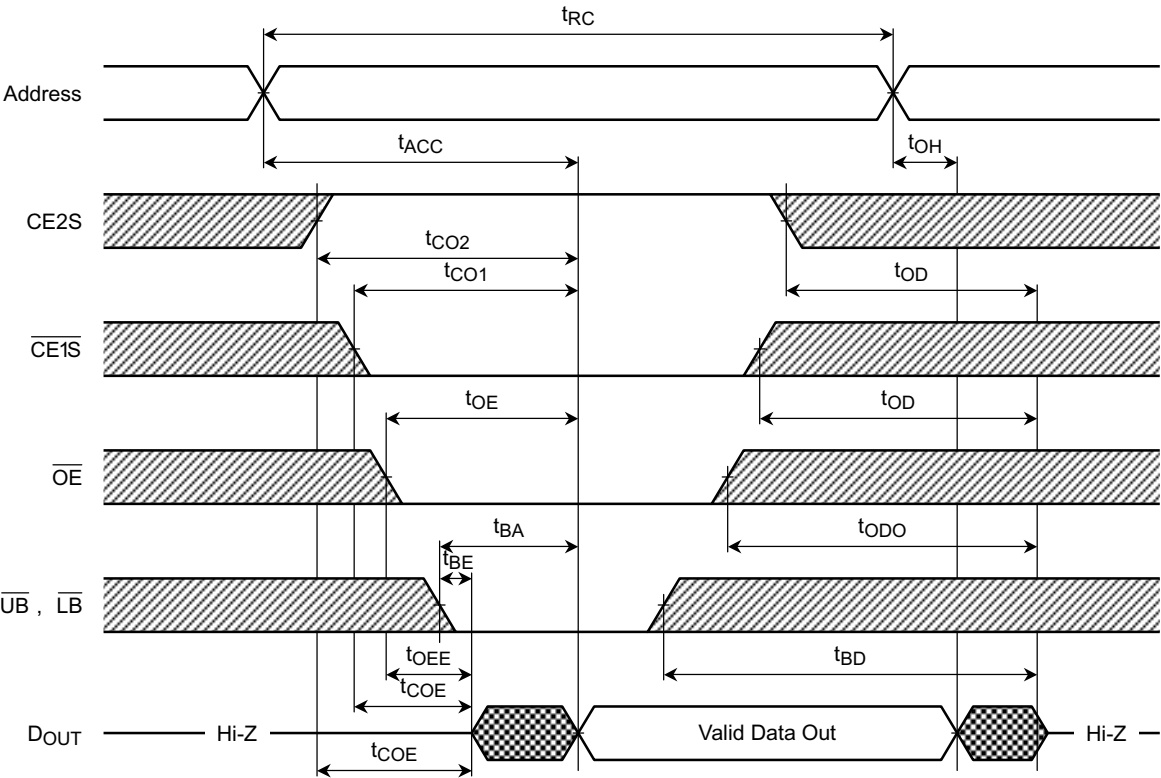 tRC
Address
tACC
tOH
CE2S
tCO2
tCO1
tOD
CE1S
tOE
tOD
OE
tBA
tODO
tBE
UB , LB
tOEE
tBD
tCOE
DOUT
Hi-Z
Valid Data Out
Hi-Z
tCOE